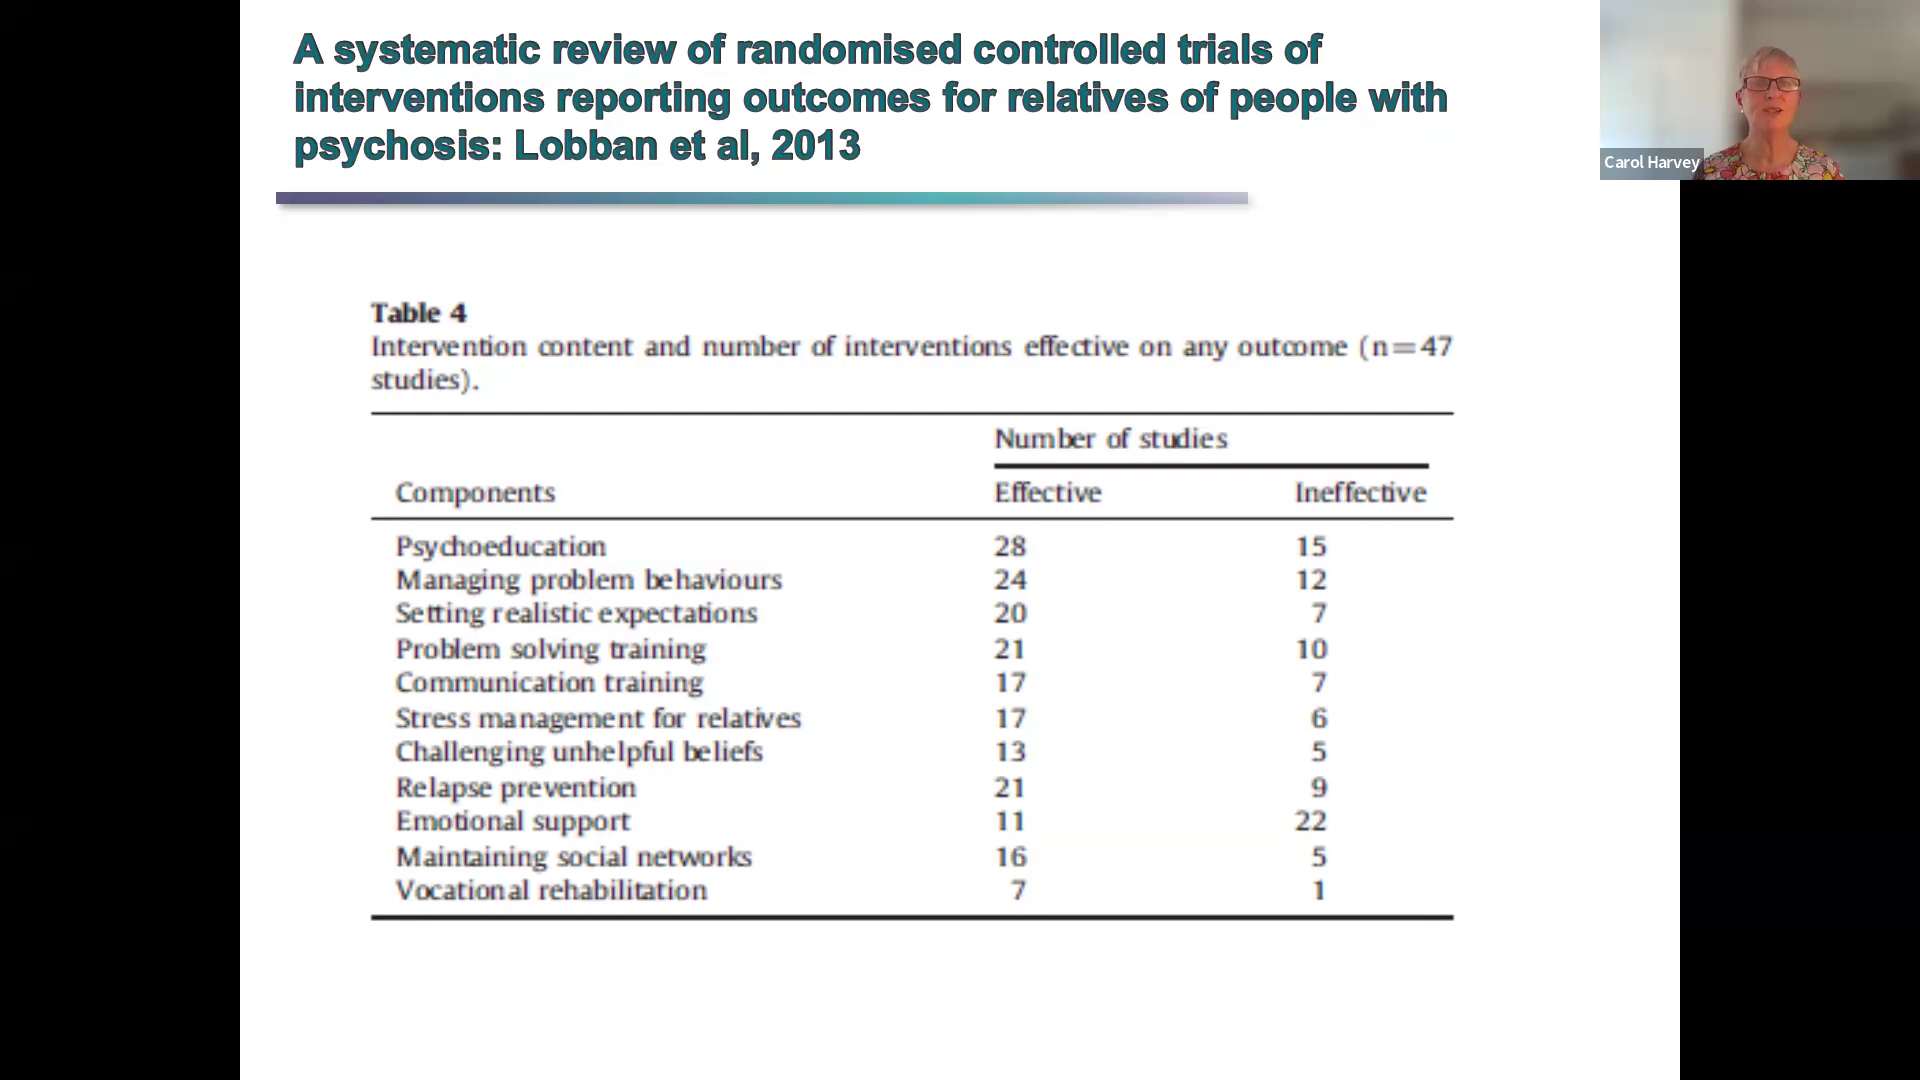 A systematic review of randomised controlled trials of
interventions reporting outcomes for relatives of people with
psychosis: Lobban et al, 2013
Carol Harvey
Table 4
Intervention content and number of interventions effective on any outcome (n=47
studies).
Number of studies
Components Effective Ineffective
Psychoeducation 28 15
Managing problem behaviours 24 12
Setting realistic expectations 20 7
Problem solving training 21 10
Communication training 17 7
Stress management for relatives 17 6
Challenging unhelpful beliefs 13 5
Relapse prevention 21 9
Emotional support 11 22
Maintaining social networks 16 5
Vocational rehabilitation 7 1